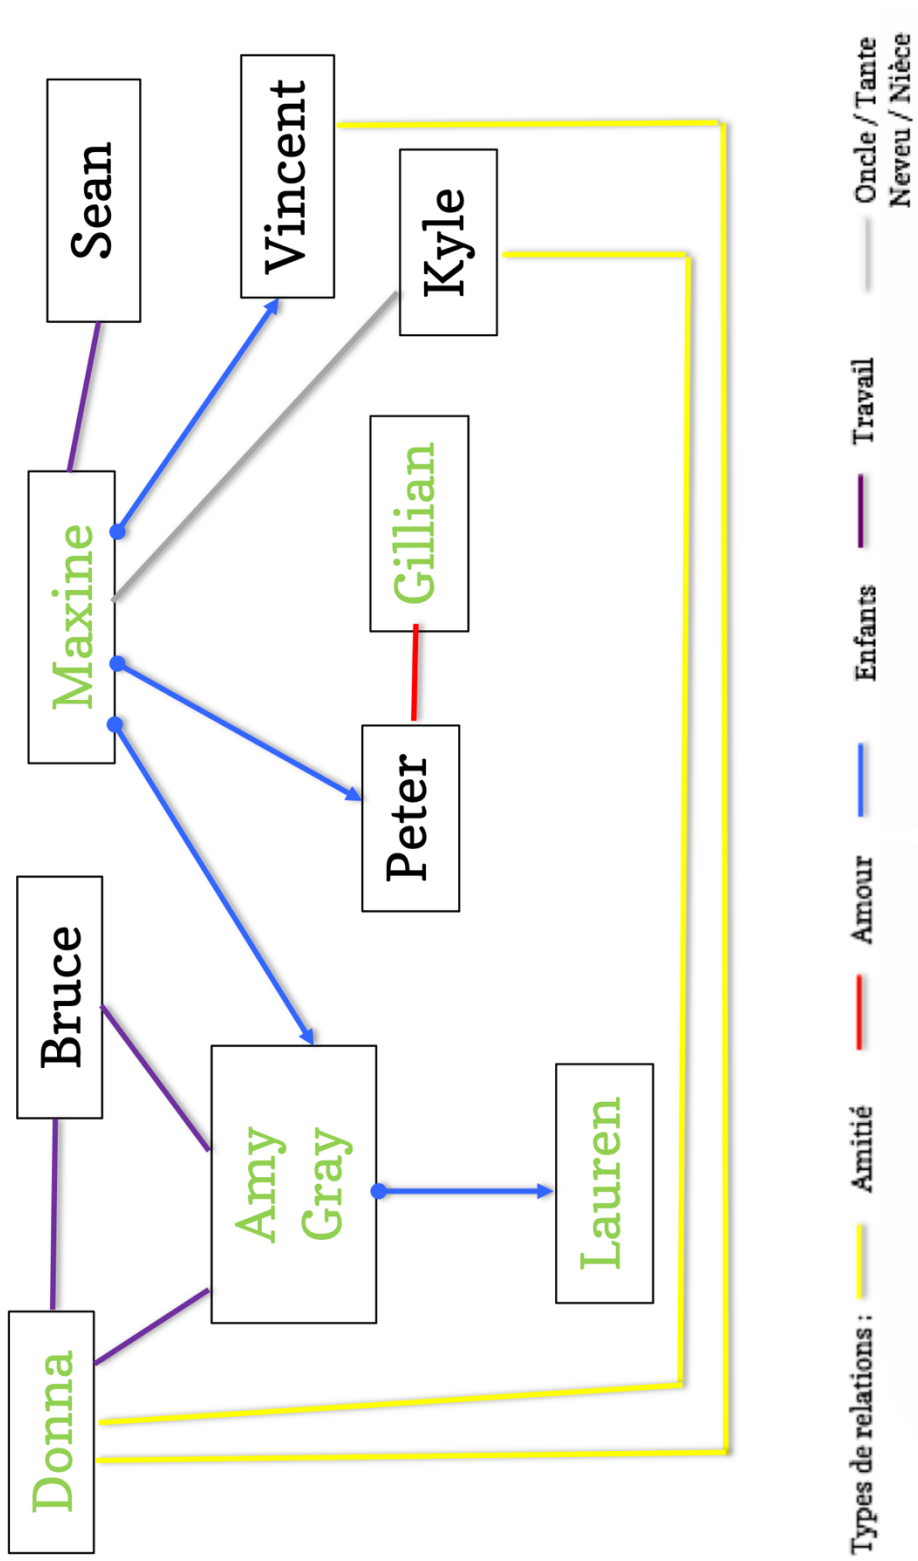 Donna
Bruce
Maxine
Sean
Amy
Gray
Vincent
Peter
Gillian
Kyle
Lauren
Types de relations :
Amitié
Amour
Enfants
Travail
Oncle / Tante
Neveu / Nièce